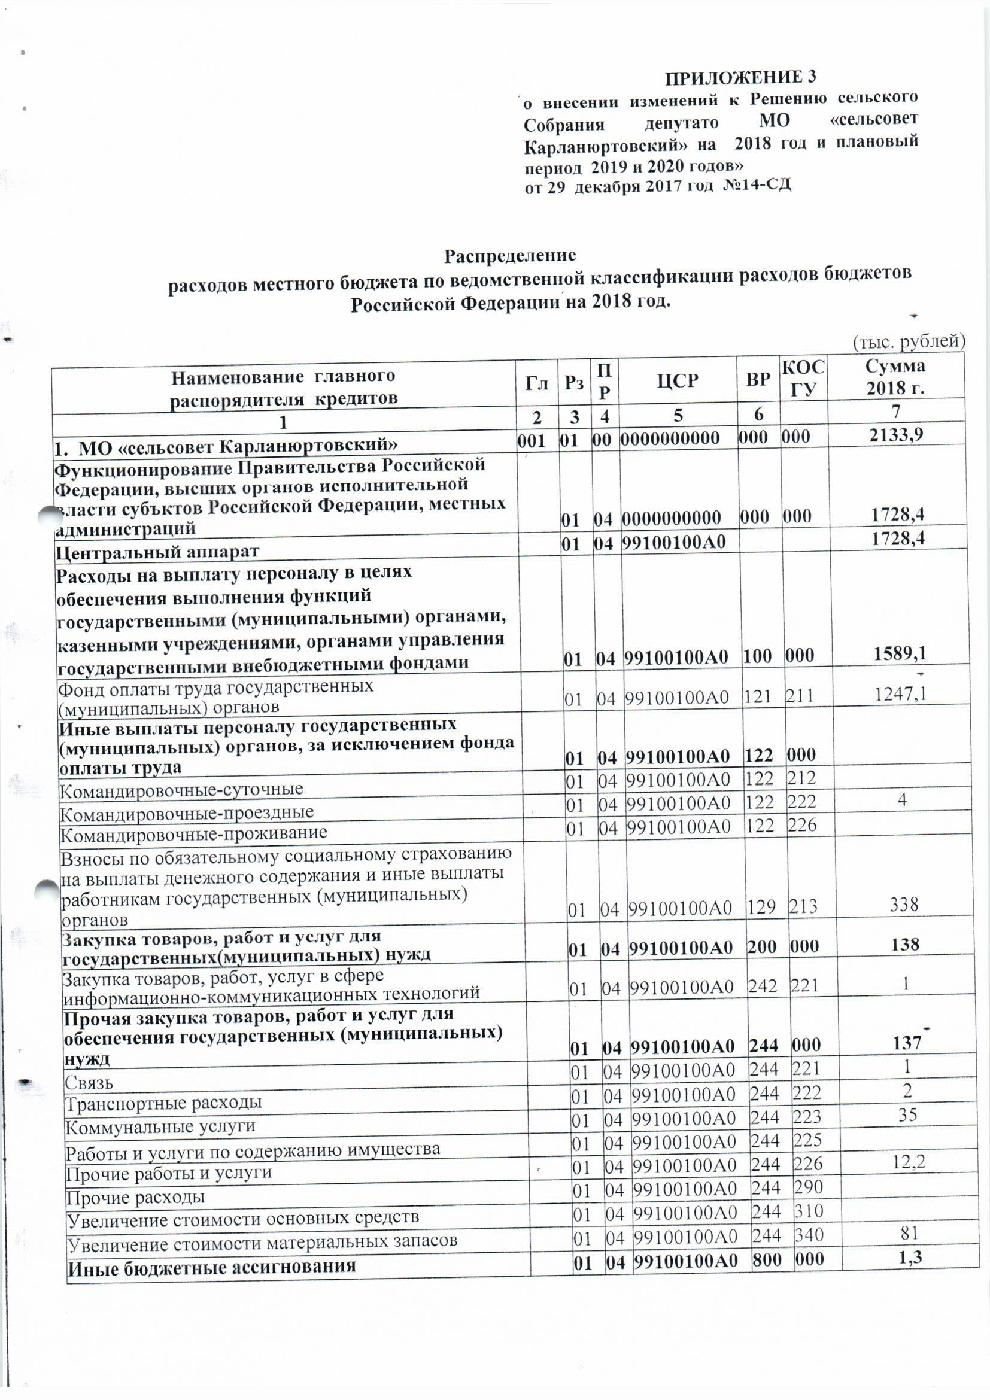 ПРИЛОЖЕНИЕ 3
о внесении изменений к Решению сельского
Собрания депутато МО «сельсовет
Карланюртовский» на 2018 год и плановый
период 2019 и 2020 годов»
от 29 декабря 2017 год №14-СД
Распределение
расходов местного бюджета по ведомственной классификации расходов бюджетов
Российской Федерации на 2018 год.
(тыс. рублей)
Наименование главного распорядителя кредитов Гл Рз ПР ЦСР ВР КОСГУ Сумма 2018 г.
1 2 3 4 5 6 7
1. МО «сельсовет Карланюртовский» 001 01 00 0000000000 000 000 2133,9
Функционирование Правительства Российской
Федерации, высших органов исполнительной
власти субъктов Российской Федерации, местных
администраций 01 04 0000000000 000 000 1728,4
Центральный аппарат 01 04 99100100А0 1728,4
Расходы на выплату персоналу в целях
обеспечения выполнения функций
государственными (муниципальными) органами,
казенными учреждениями, органами управления
государственными внебюджетными фондами 01 04 99100100А0 100 000 1589,1
Фонд оплаты труда государственных
(муниципальных) органов 01 04 99100100А0 121 211 1247,1
Иные выплаты персоналу государственных
(муниципальных) органов, за исключением фонда
оплаты труда 01 04 99100100А0 122 000
Командировочные-суточные 01 04 99100100А0 122 212
Командировочные-проездные 01 04 99100100А0 122 222 4
Командировочные-проживание 01 04 99100100А0 122 226
Взносы по обязательному социальному страхованию
на выплаты денежного содержания и иные выплаты
работникам государственных (муниципальных)
органов 01 04 99100100А0 129 213 338
Закупка товаров, работ и услуг для
государственных(муниципальных) нужд 01 04 99100100А0 200 000 138
Закупка товаров, работ, услуг в сфере
информационно-коммуникационных технологий 01 04 99100100А0 242 221 1
Прочая закупка товаров, работ и услуг для
обеспечения государственных (муниципальных)
нужд 01 04 99100100А0 244 000 137
Связь 01 04 99100100А0 244 221 1
Транспортные расходы 01 04 99100100А0 244 222 2
Коммунальные услуги 01 04 99100100А0 244 223 35
Работы и услуги по содержанию имущества 01 04 99100100А0 244 225
Прочие работы и услуги 01 04 99100100А0 244 226 12,2
Прочие расходы 01 04 99100100А0 244 290
Увеличение стоимости основных средств 01 04 99100100А0 244 310
Увеличение стоимости материальных запасов 01 04 99100100А0 244 340 81
Иные бюджетные ассигнования 01 04 99100100А0 800 000 1,3